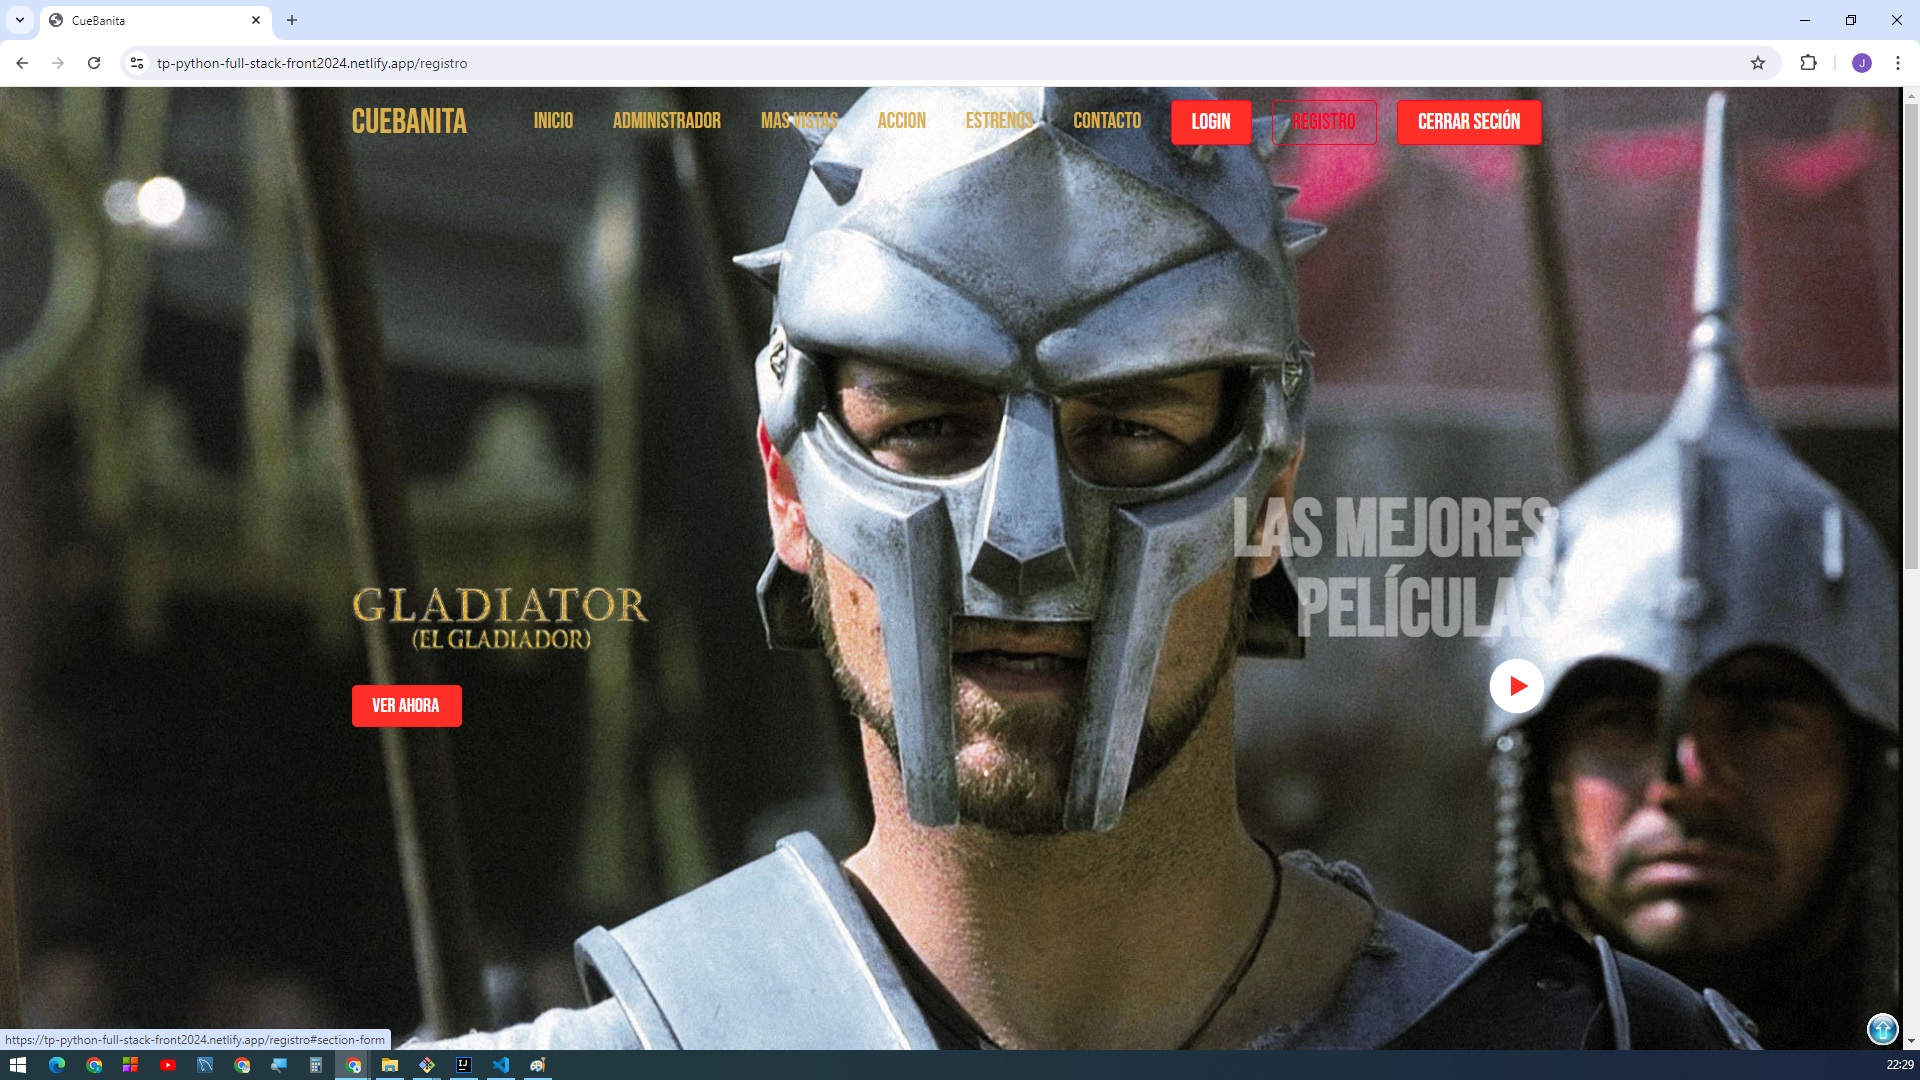 CueBanita
tp-python-full-stack-front2024.netlify.app/registro
J
CUEBANITA
INICIO
ADMINISTRADOR
MAS VISTAS
ACCION
ESTRENOS
CONTACTO
LOGIN
REGISTRO
CERRAR SECIÓN
LAS MEJORES
PELÍCULAS
GLADIATOR
(EL GLADIADOR)
VER AHORA
https://tp-python-full-stack-front2024.netlify.app/registro#section-form
IJ
22:29